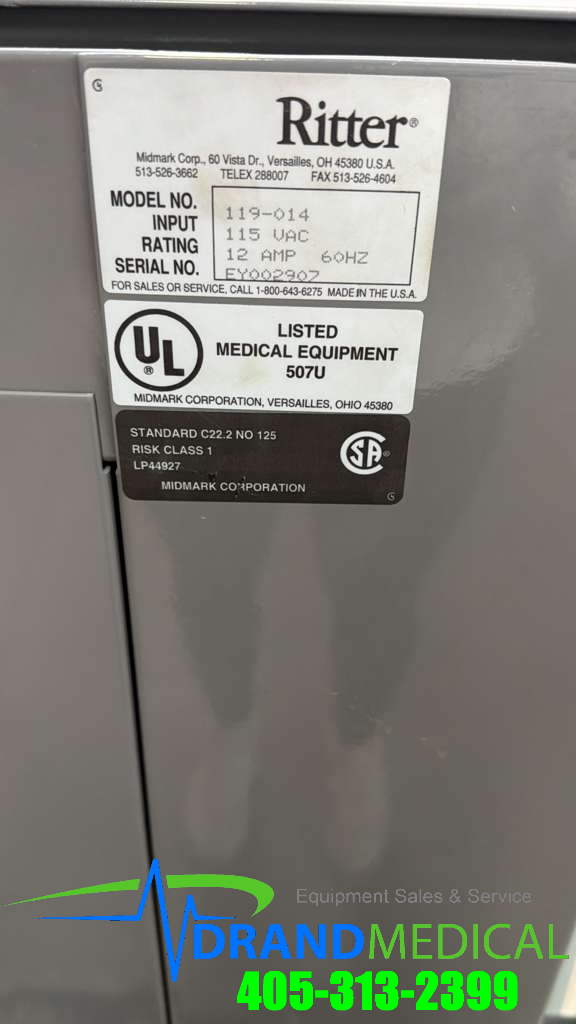 Ritter®
Midmark Corp., 60 Vista Dr., Versailles, OH 45380 U.S.A.
513-526-3662 TELEX 288007 FAX 513-526-4604
MODEL NO. 119-014
INPUT 115 VAC
RATING 12 AMP 60HZ
SERIAL NO. EY002907
FOR SALES OR SERVICE, CALL 1-800-643-6275 MADE IN THE U.S.A.
UL®
LISTED
MEDICAL EQUIPMENT
507U
MIDMARK CORPORATION, VERSAILLES, OHIO 45380
STANDARD C22.2 NO 125
RISK CLASS 1
LP44927
SA®
MIDMARK CORPORATION
Equipment Sales & Service
DRANDMEDICAL
405-313-2399